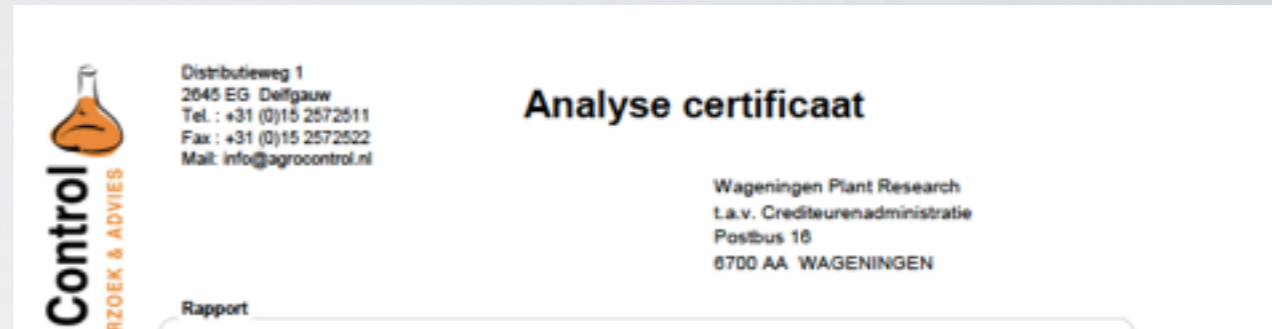 Distributieweg 1
2645 EG Delfgauw
Tel. : +31 (0)15 2572511
Fax : +31 (0)15 2572522
Mail: info@agrocontrol.nl
Analyse certificaat
Wageningen Plant Research
t.a.v. Crediteurenadministratie
Postbus 16
6700 AA WAGENINGEN
Control
RZOEK & ADVIES
Rapport